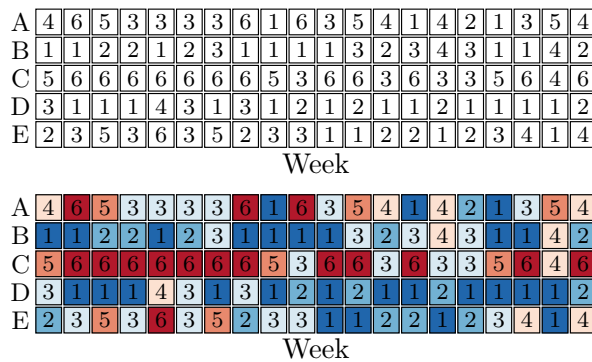 A 4 6 5 3 3 3 3 6 1 6 3 5 4 1 4 2 1 3 5 4
B 1 1 2 2 1 2 3 1 1 1 1 3 2 3 4 3 1 1 4 2
C 5 6 6 6 6 6 6 6 5 3 6 6 3 6 3 3 5 6 4 6
D 3 1 1 1 4 3 1 3 1 2 1 2 1 1 2 1 1 1 1 2
E 2 3 5 3 6 3 5 2 3 3 1 1 2 2 1 2 3 4 1 4
Week
A 4 6 5 3 3 3 3 6 1 6 3 5 4 1 4 2 1 3 5 4
B 1 1 2 2 1 2 3 1 1 1 1 3 2 3 4 3 1 1 4 2
C 5 6 6 6 6 6 6 6 5 3 6 6 3 6 3 3 5 6 4 6
D 3 1 1 1 4 3 1 3 1 2 1 2 1 1 2 1 1 1 1 2
E 2 3 5 3 6 3 5 2 3 3 1 1 2 2 1 2 3 4 1 4
Week